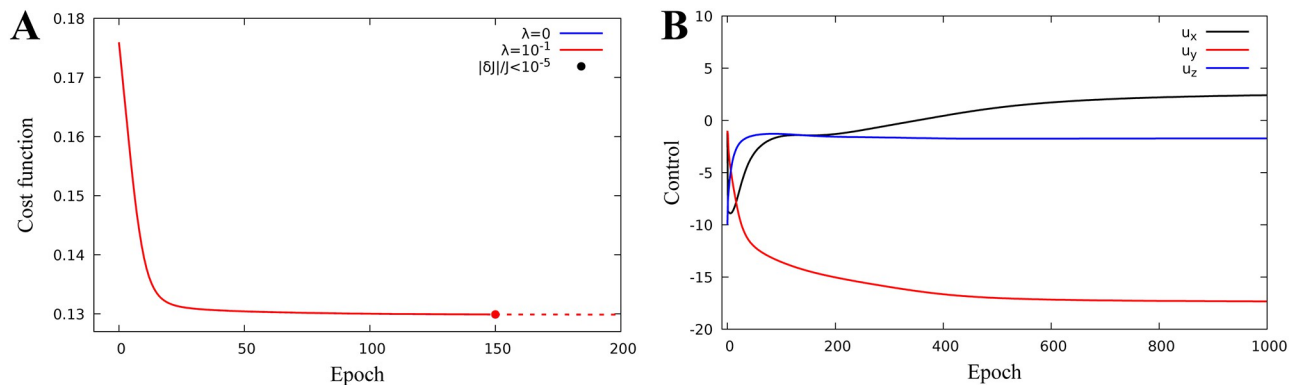 A
0.18
0.17
0.16
0.15
0.14
0.13
Cost function
λ=0
λ=10⁻¹
|δJ|/J<10⁻⁵
0 50 100 150 200
Epoch
B
10
5
0
-5
-10
-15
-20
Control
uₓ
u_y
u_z
0 200 400 600 800 1000
Epoch